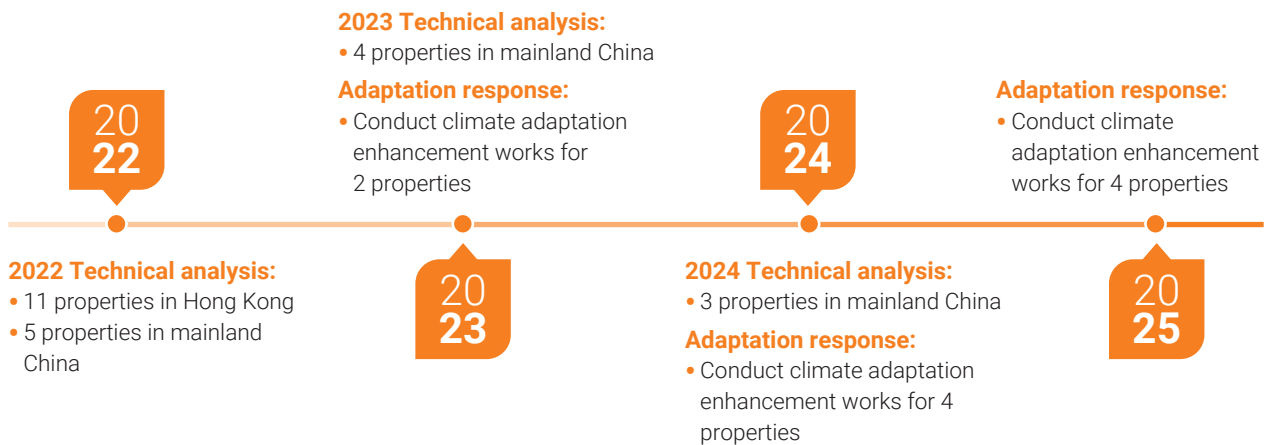 20
22
2022 Technical analysis:
• 11 properties in Hong Kong
• 5 properties in mainland
China
2023 Technical analysis:
• 4 properties in mainland China
Adaptation response:
• Conduct climate adaptation
enhancement works for
2 properties
20
23
20
24
2024 Technical analysis:
• 3 properties in mainland China
Adaptation response:
• Conduct climate adaptation
enhancement works for 4
properties
Adaptation response:
• Conduct climate
adaptation enhancement
works for 4 properties
20
25